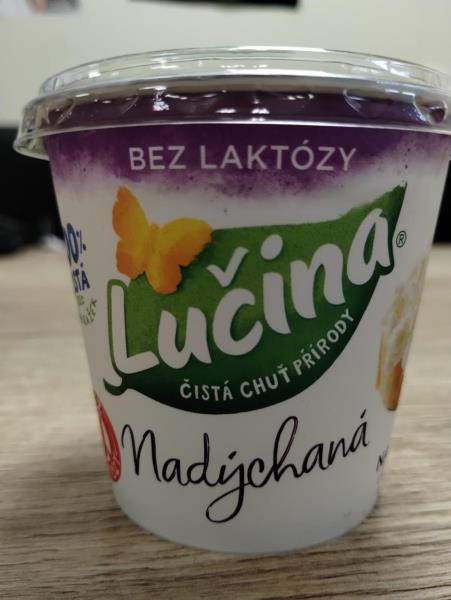 BEZ LAKTÓZY
Lučina®
ČISTÁ CHUŤ PŘÍRODY
Nadýchaná